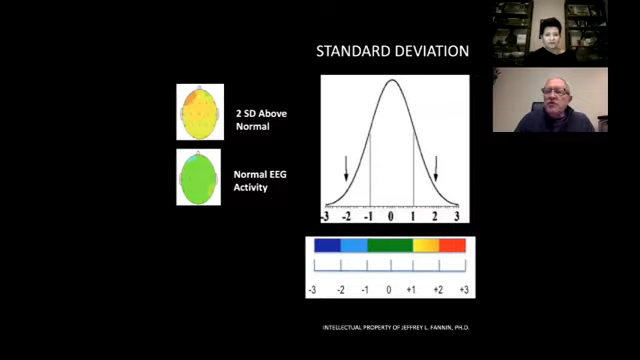 STANDARD DEVIATION
2 SD Above
Normal
Normal EEG
Activity
-3 -2 -1 0 1 2 3
-3 -2 -1 0 +1 +2 +3
INTELLECTUAL PROPERTY OF JEFFREY L. FANNIN, PH.D.